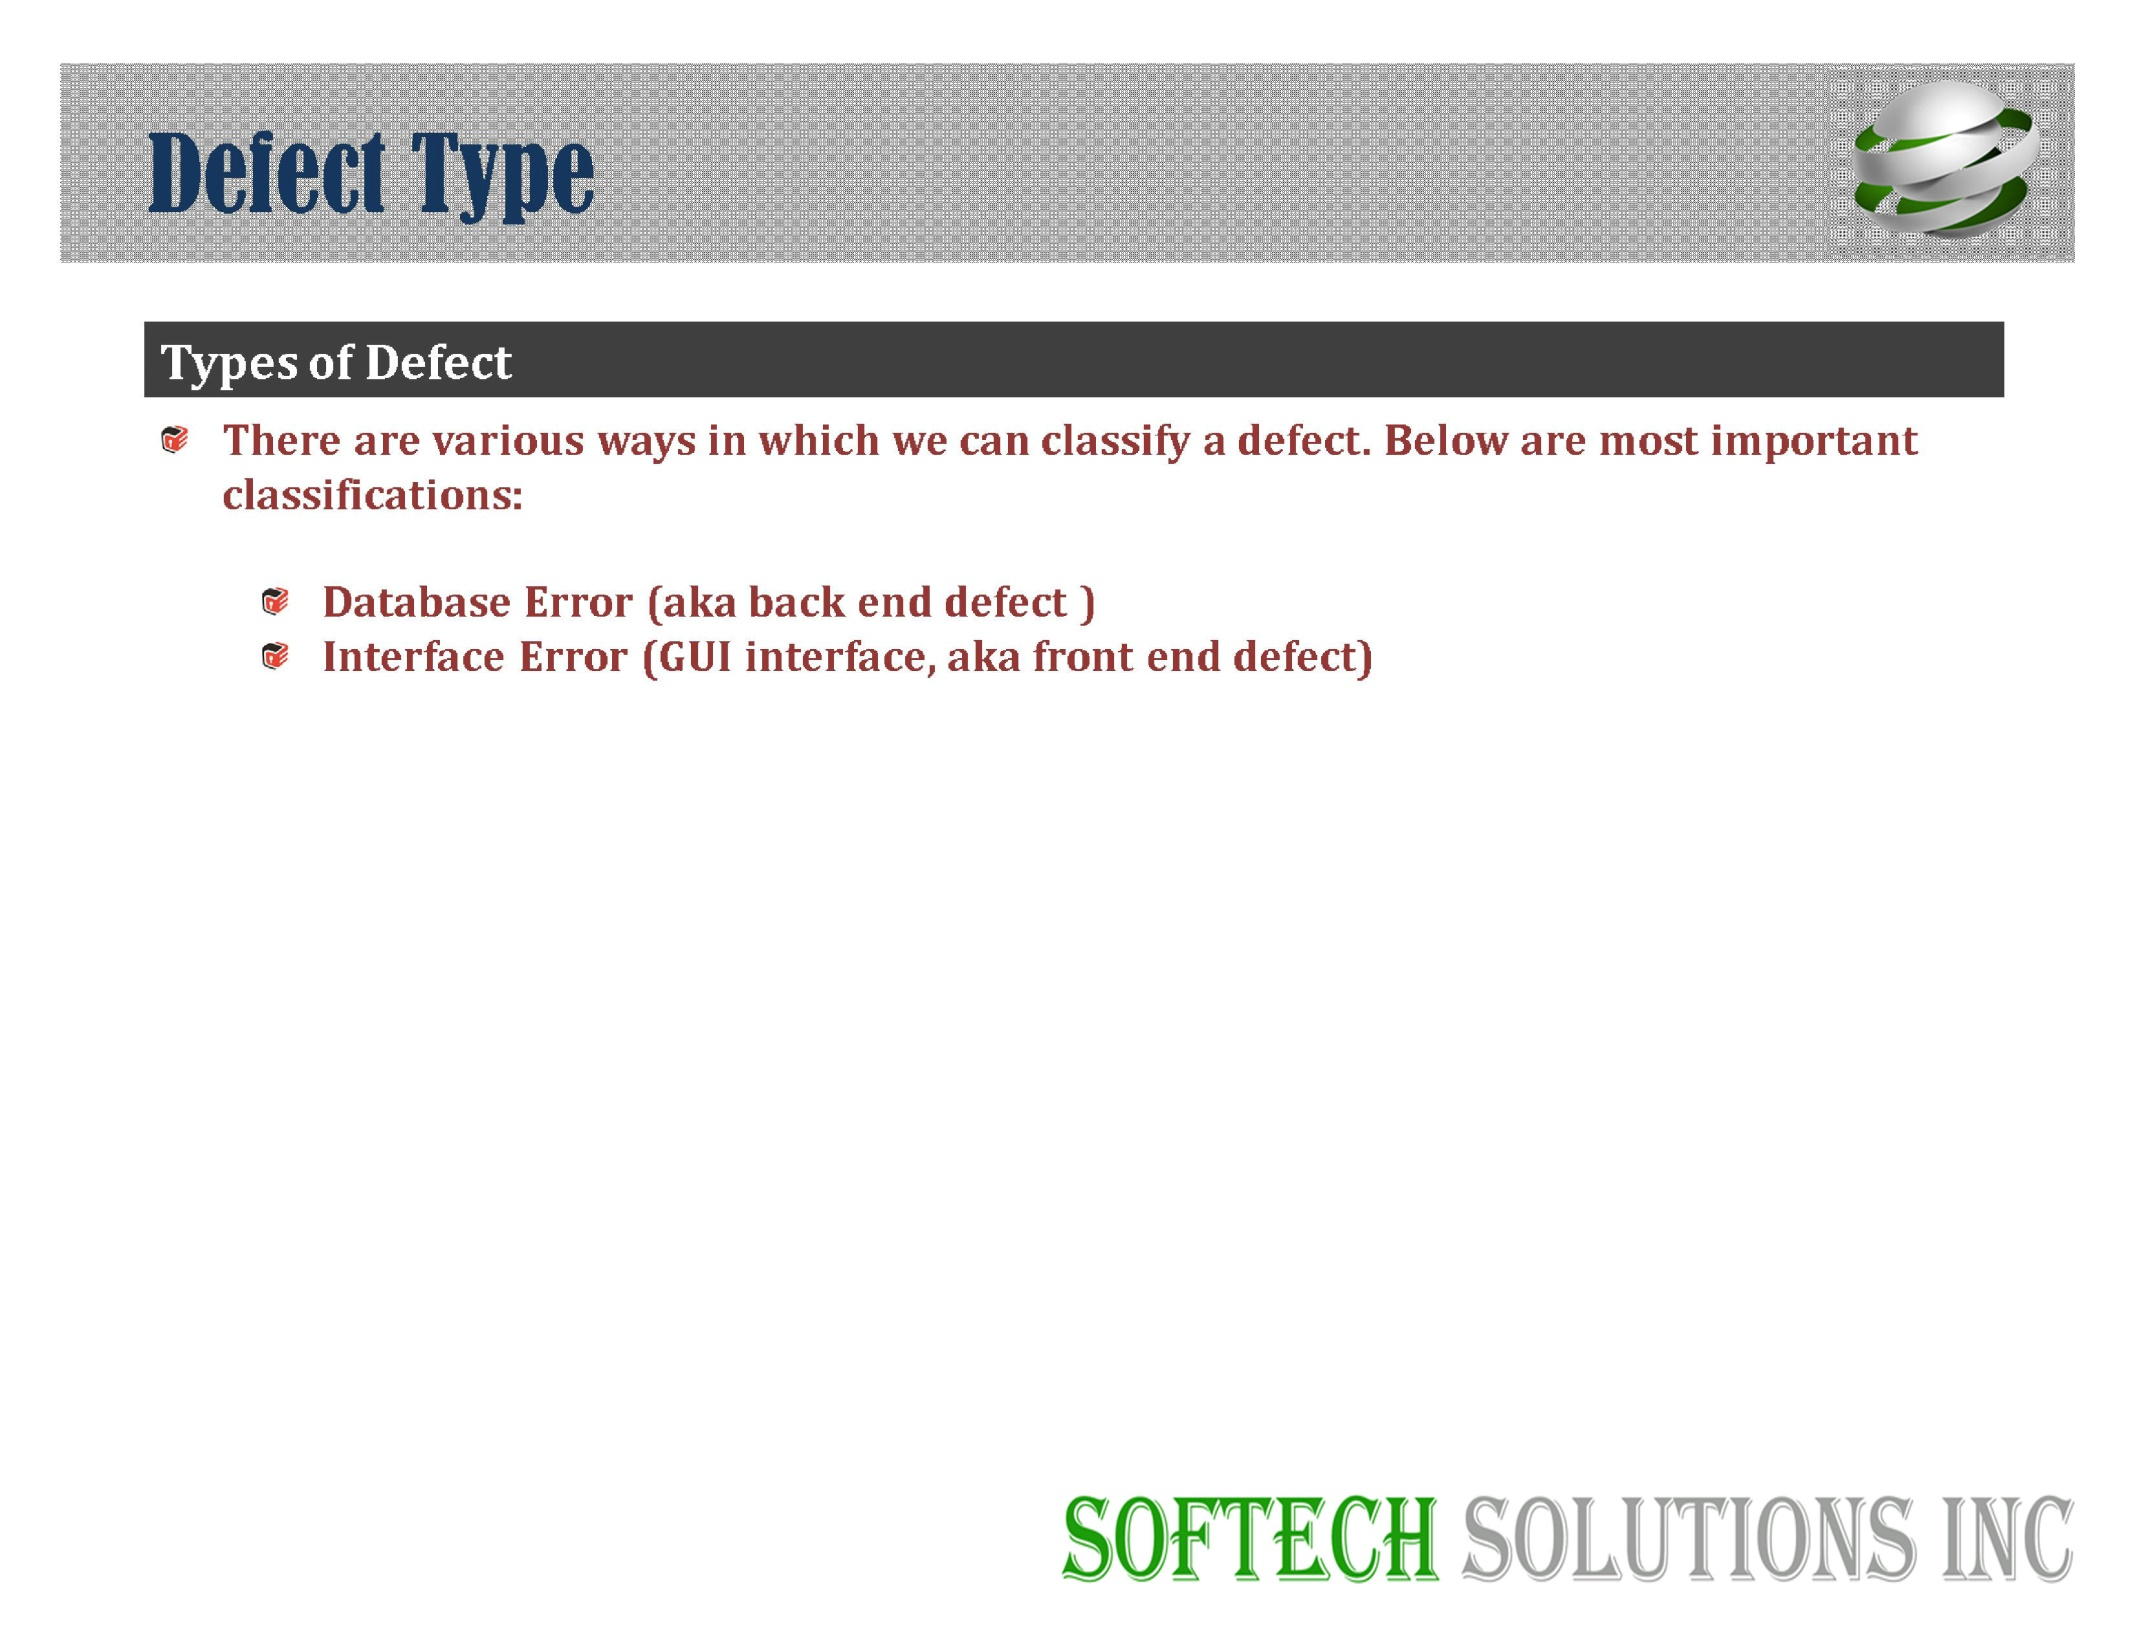 Defect Type
Types of Defect
There are various ways in which we can classify a defect. Below are most important
classifications:
Database Error (aka back end defect )
Interface Error (GUI interface, aka front end defect)
SOFTECH SOLUTIONS INC